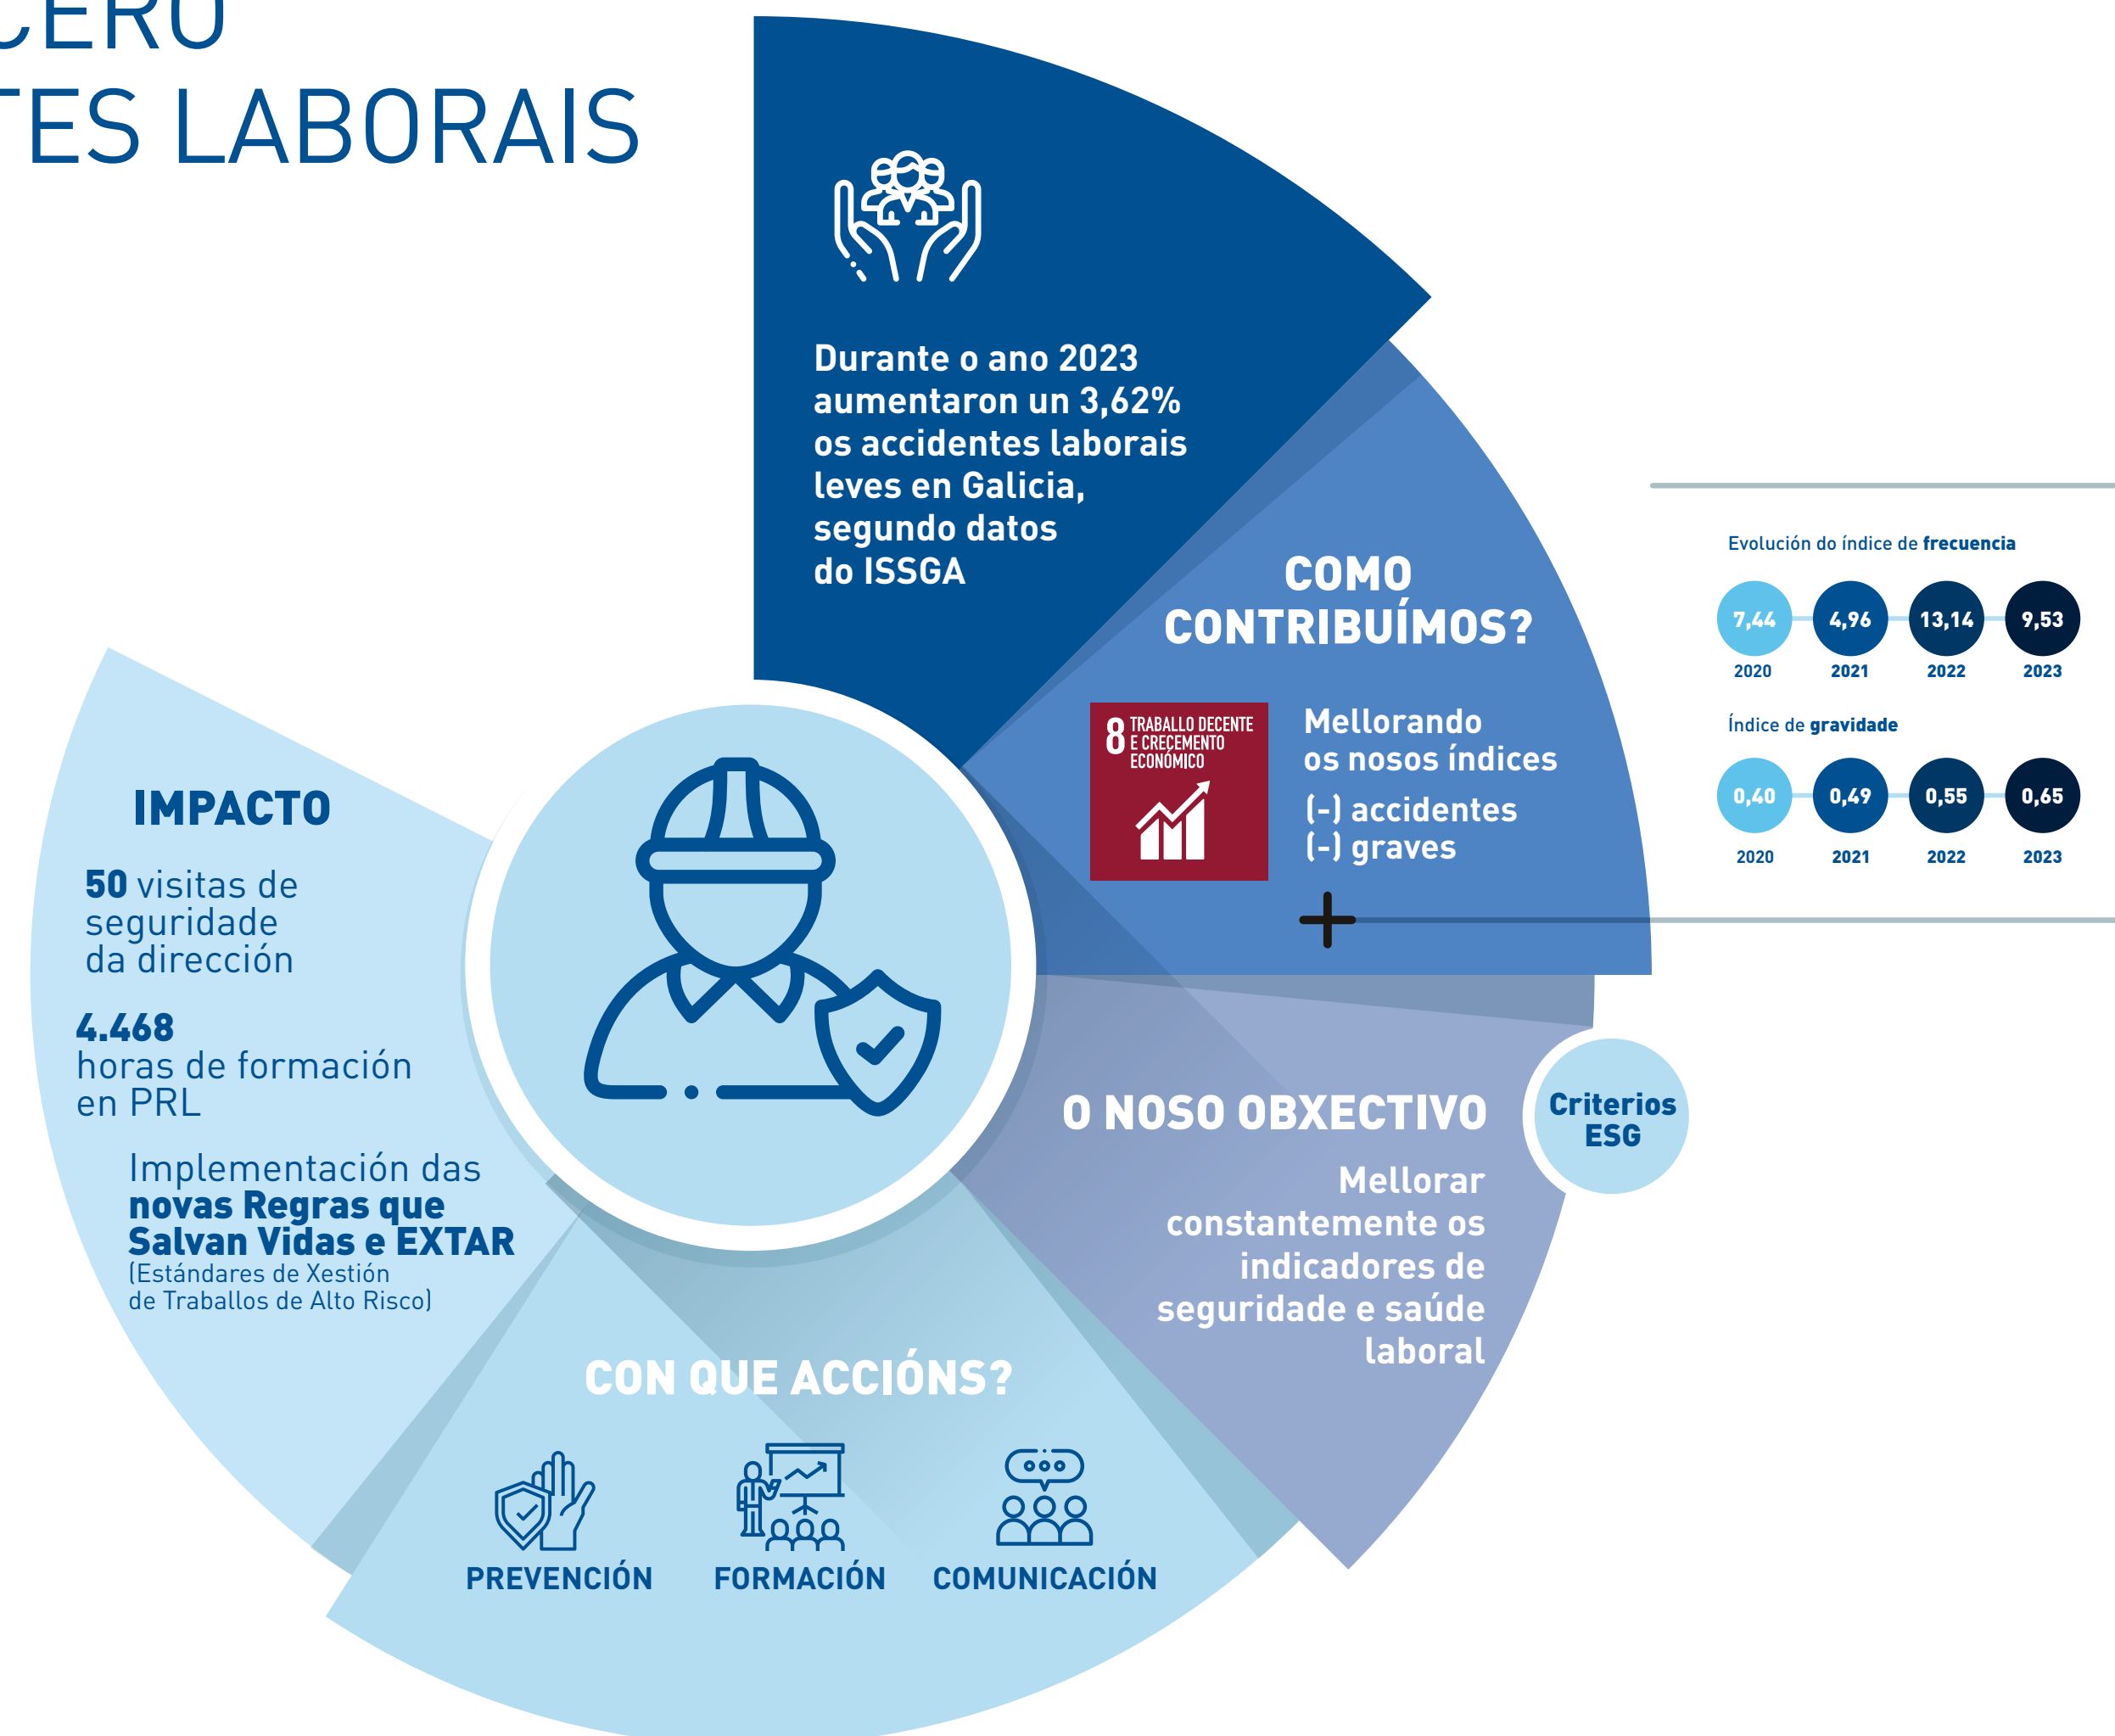 CERO
TES LABORAIS
Durante o ano 2023
aumentaron un 3,62%
os accidentes laborais
leves en Galicia,
segundo datos
do ISSGA
COMO
CONTRIBUÍMOS?
8 TRABALLO DECENTE
E CRECEMENTO
ECONÓMICO
Mellorando
os nosos índices
(-) accidentes
(-) graves
Evolución do índice de frecuencia
7,44 4,96 13,14 9,53
2020 2021 2022 2023
Índice de gravidade
0,40 0,49 0,55 0,65
2020 2021 2022 2023
O NOSO OBXECTIVO
Mellorar
constantemente os
indicadores de
seguridade e saúde
laboral
Criterios
ESG
CON QUE ACCIÓNS?
PREVENCIÓN FORMACIÓN COMUNICACIÓN
IMPACTO
50 visitas de
seguridade
da dirección
4.468
horas de formación
en PRL
Implementación das
novas Regras que
Salvan Vidas e EXTAR
(Estándares de Xestión
de Traballos de Alto Risco)